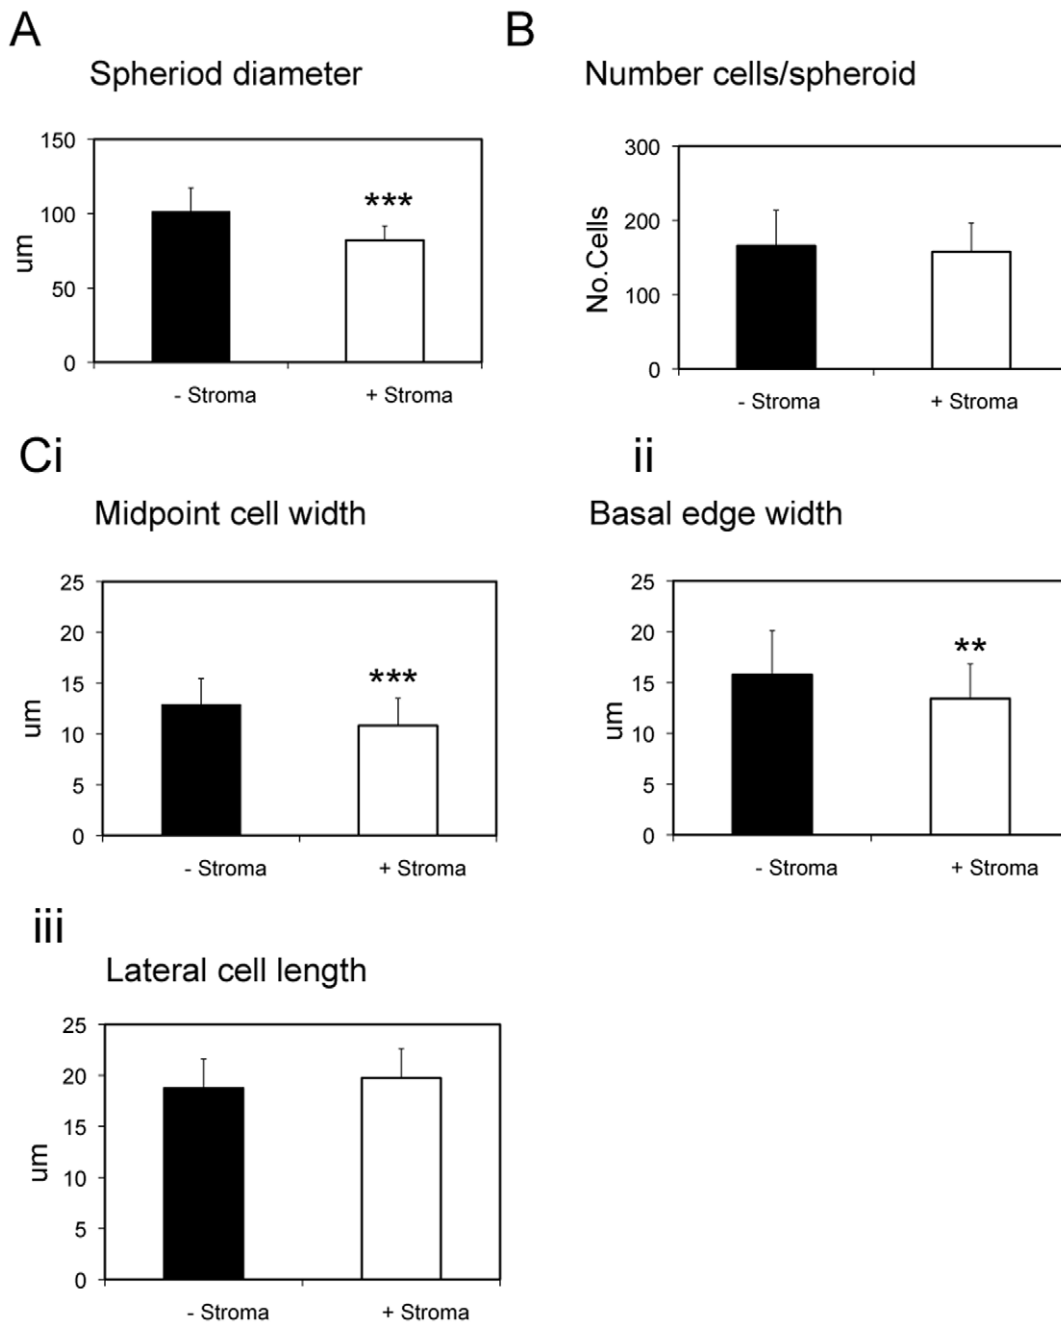 A
Spheriod diameter
150
100
50
0
um
***
- Stroma
+ Stroma
B
Number cells/spheroid
300
200
100
0
No.Cells
- Stroma
+ Stroma
Ci
Midpoint cell width
25
20
15
10
5
0
um
***
- Stroma
+ Stroma
ii
Basal edge width
25
20
15
10
5
0
um
**
- Stroma
+ Stroma
iii
Lateral cell length
25
20
15
10
5
0
um
- Stroma
+ Stroma